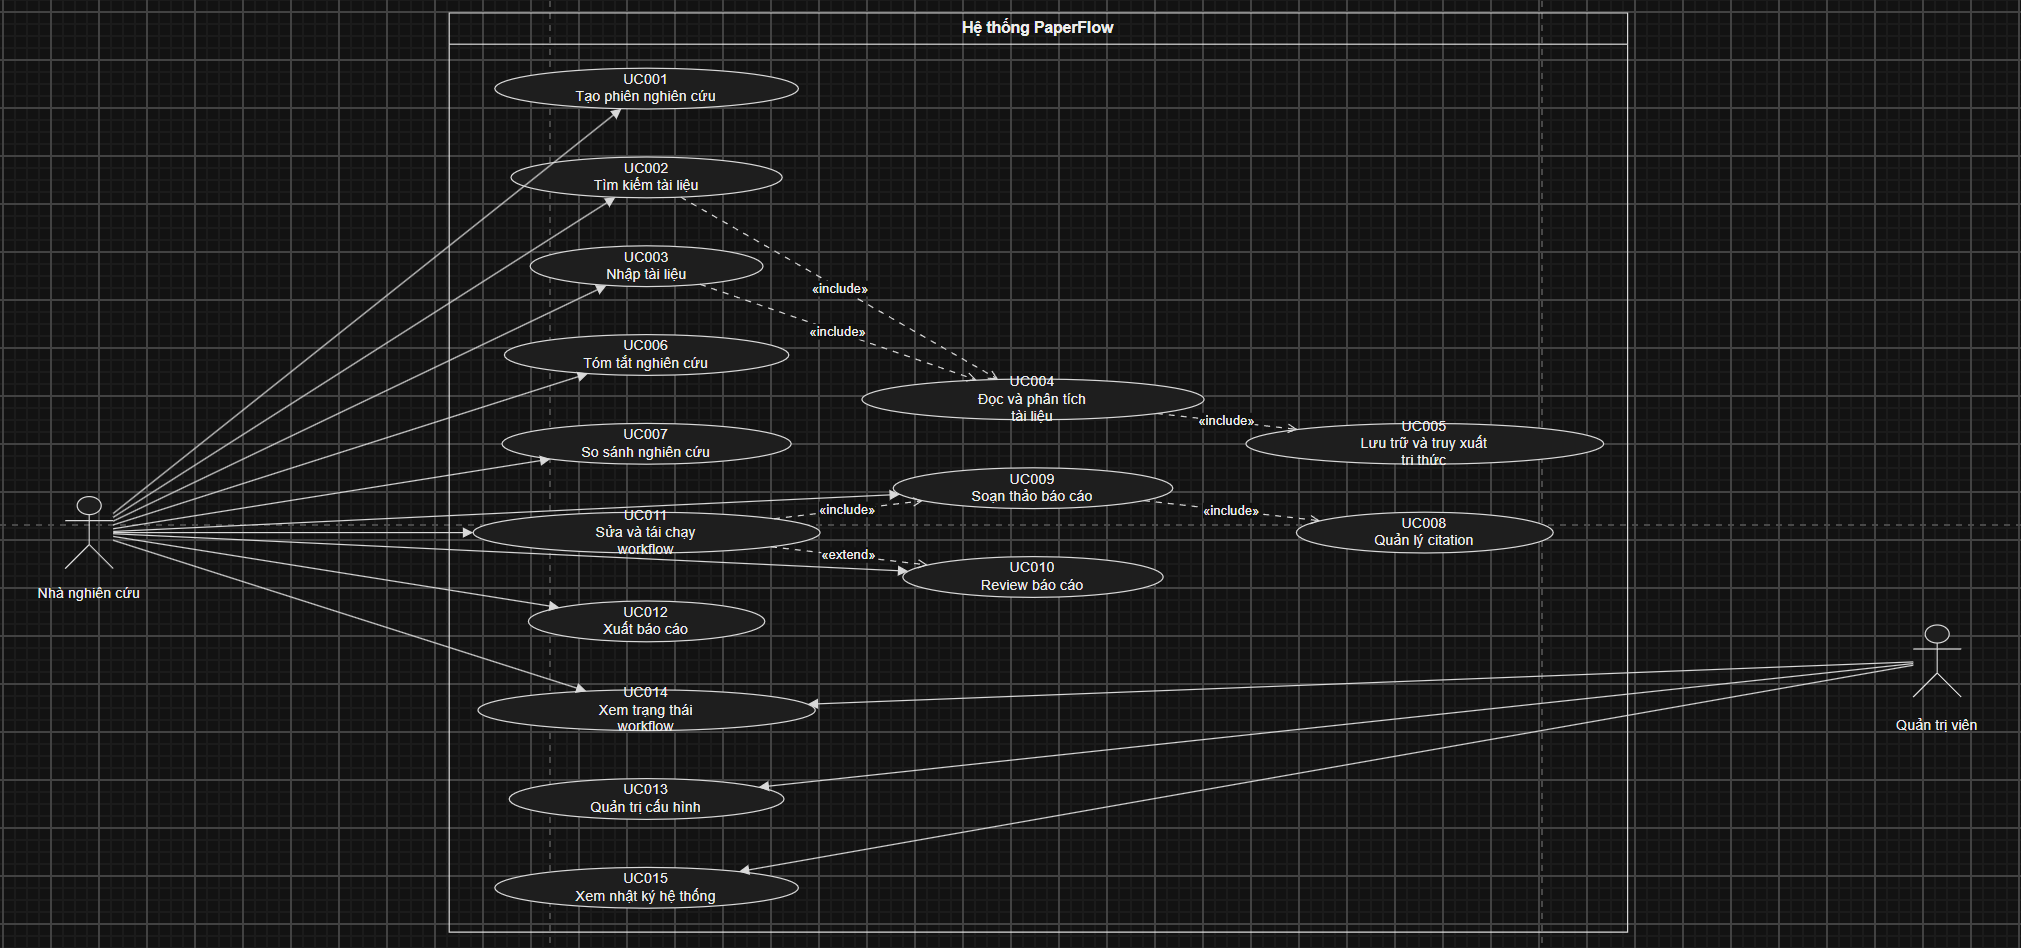 Hệ thống PaperFlow
UC001
Tạo phiên nghiên cứu
UC002
Tìm kiếm tài liệu
UC003
Nhập tài liệu
«include»
«include»
UC006
Tóm tắt nghiên cứu
UC004
Đọc và phân tích
tài liệu
«include»
UC005
Lưu trữ và truy xuất
tri thức
UC007
So sánh nghiên cứu
UC009
Soạn thảo báo cáo
«include»
«include»
UC008
Quản lý citation
UC011
Sửa và tái chạy
workflow
«extend»
UC010
Review báo cáo
Nhà nghiên cứu
UC012
Xuất báo cáo
UC014
Xem trạng thái
workflow
Quản trị viên
UC013
Quản trị cấu hình
UC015
Xem nhật ký hệ thống